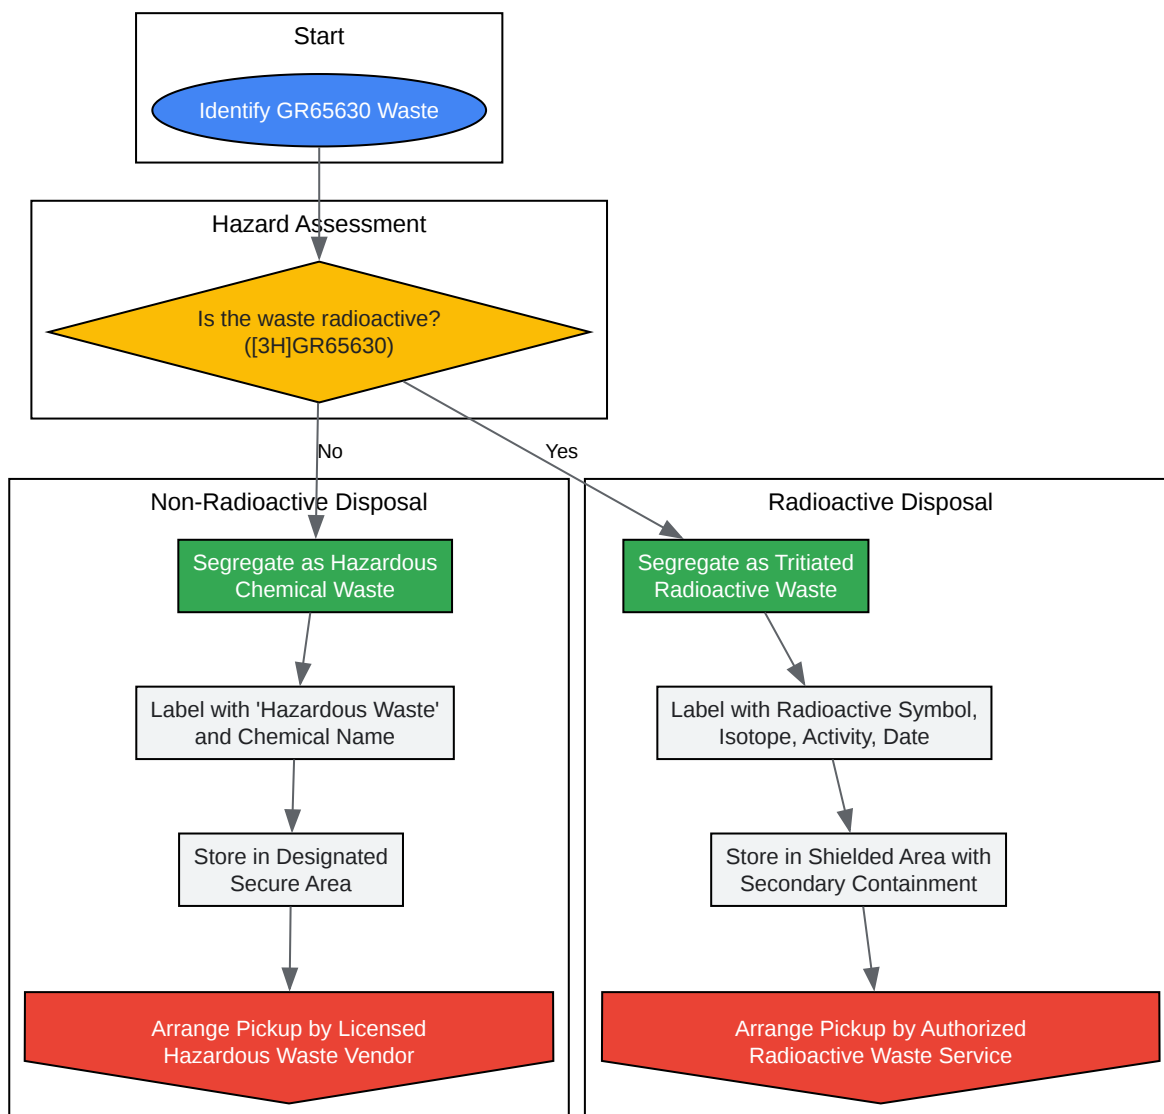 Start
Identify GR65630 Waste
Hazard Assessment
Is the waste radioactive?
([3H]GR65630)
No
Yes
Non-Radioactive Disposal
Segregate as Hazardous
Chemical Waste
Label with 'Hazardous Waste'
and Chemical Name
Store in Designated
Secure Area
Arrange Pickup by Licensed
Hazardous Waste Vendor
Radioactive Disposal
Segregate as Tritiated
Radioactive Waste
Label with Radioactive Symbol,
Isotope, Activity, Date
Store in Shielded Area with
Secondary Containment
Arrange Pickup by Authorized
Radioactive Waste Service